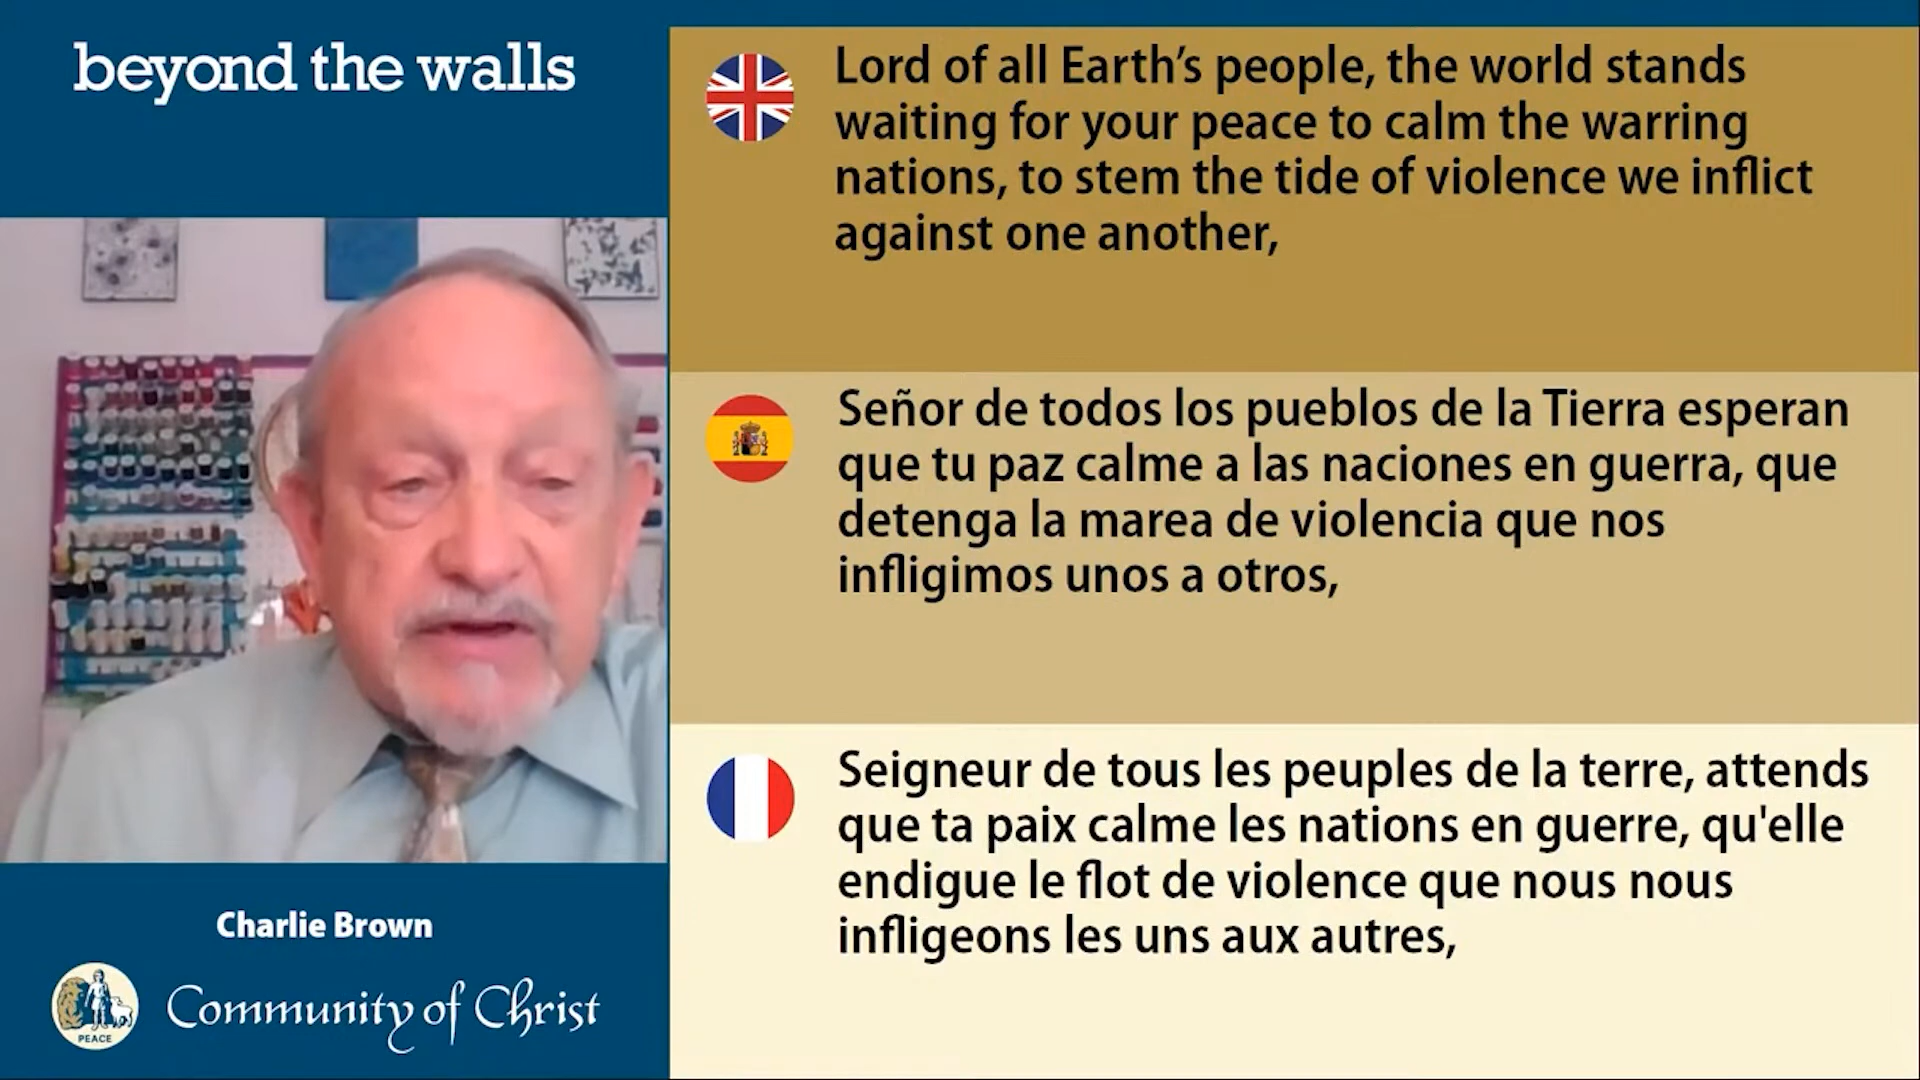 beyond the walls
Lord of all Earth’s people, the world stands
waiting for your peace to calm the warring
nations, to stem the tide of violence we inflict
against one another,
Señor de todos los pueblos de la Tierra esperan
que tu paz calme a las naciones en guerra, que
detenga la marea de violencia que nos
infligimos unos a otros,
Seigneur de tous les peuples de la terre, attends
que ta paix calme les nations en guerre, qu'elle
endigue le flot de violence que nous nous
infligeons les uns aux autres,
Charlie Brown
PEACE
Community of Christ